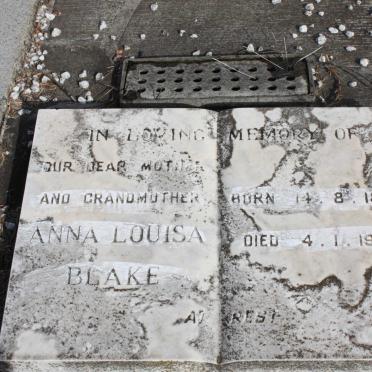 IN LOVING MEMORY OF
OUR DEAR MOTHER
AND GRANDMOTHER
ANNA LOUISA
BLAKE
BORN 14 8 18
DIED 4. 1. 19
AT REST